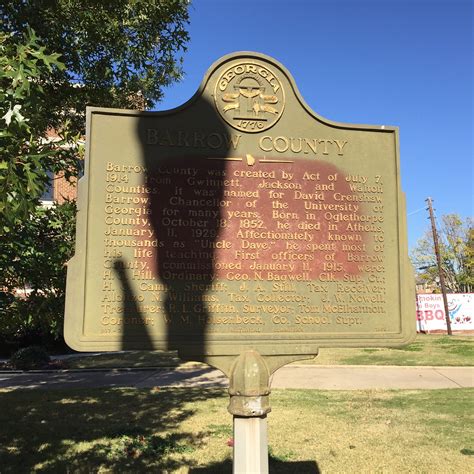 GEORGIA
1776
BARROW COUNTY
Barrow County was created by Act of July 7,
1914 from Gwinnett, Jackson and Walton
Counties. It was named for David Crenshaw
Barrow, Chancellor of the University of
Georgia for many years. Born in Oglethorpe
County, October 18, 1852, he died in Athens,
January 11, 1929. Affectionately known to
thousands as "Uncle Dave," he spent most of
his life teaching. First officers of Barrow
County, commissioned January 11, 1915, were:
H. Hill, Ordinary; Geo. N. Bagwell, Clk. Sup. Ct.;
H. Camp, Sheriff; J. A. Still, Tax Receiver;
Alonzo N. Williams, Tax Collector; J. W. Nowell,
Treasurer; R. L. Griffith, Surveyor; Tom McElhannon,
Coroner; W. M. Co. School Supt.
Boys
BBQ